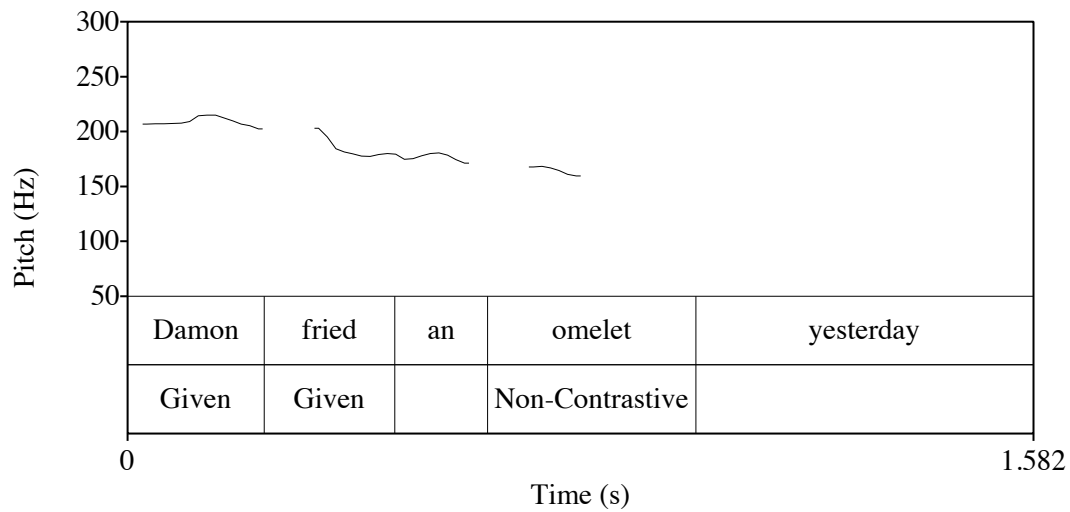 300
250
200
150
100
50
Pitch (Hz)
Damon fried an omelet yesterday
Given Given Non-Contrastive
0 1.582
Time (s)